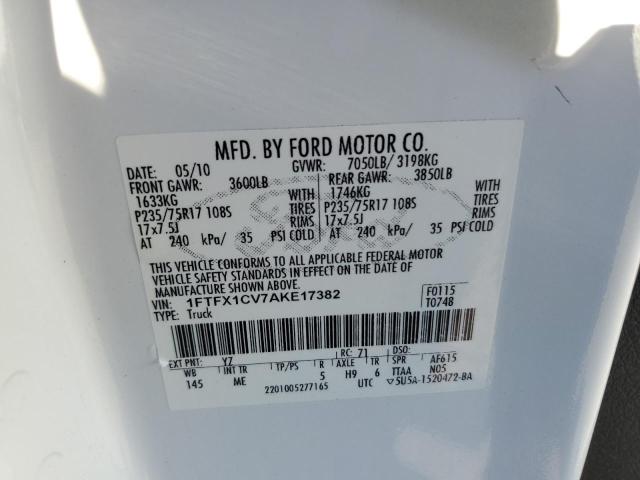 MFD. BY FORD MOTOR CO.
DATE: 05/10 GVWR: 7050LB/ 3198KG
FRONT GAWR: 3600LB REAR GAWR: 3850LB
1633KG WITH 1746KG WITH
P235/75R17 108S TIRES P235/75R17 108S TIRES
17x7.5J RIMS 17x7.5J RIMS
AT 240 kPa/ 35 PSI COLD AT 240 kPa/ 35 PSI COLD
THIS VEHICLE CONFORMS TO ALL APPLICABLE FEDERAL MOTOR
VEHICLE SAFETY STANDARDS IN EFFECT ON THE DATE OF
MANUFACTURE SHOWN ABOVE.
VIN: 1FTFX1CV7AKE17382 F0115
TYPE: Truck T0748
EXT PNT: YZ RC: 71 DSO:
WB INT TR TP/PS R AXLE TR SPR AF615
145 ME 5 H9 6 TTAA N05
2201005277165 UTC ▽5U5A-1520472-BA
Ford